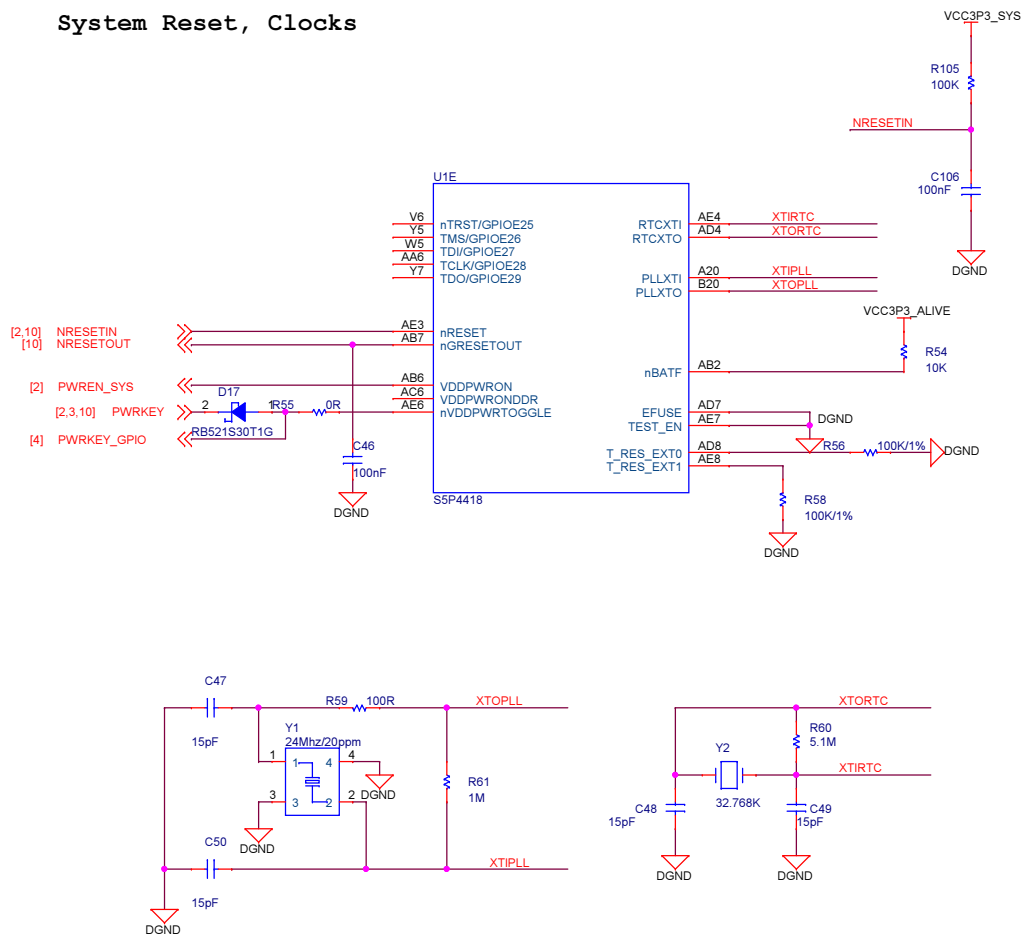 System Reset, Clocks
VCC3P3_SYS
R105
100K
NRESETIN
C106
100nF
DGND
U1E
V6 nTRST/GPIOE25
Y5 TMS/GPIOE26
W5 TDI/GPIOE27
AA6 TCLK/GPIOE28
Y7 TDO/GPIOE29
RTCXTI AE4 XTIRTC
RTCXTO AD4 XTORTC
PLLXTI A20 XTIPLL
PLLXTO B20 XTOPLL
VCC3P3_ALIVE
R54
10K
[2,10] NRESETIN AE3 nRESET
[10] NRESETOUT AB7 nGRESETOUT
nBATF AB2
[2] PWREN_SYS AB6 VDDPWRON
AC6 VDDPWRONDDR
[2,3,10] PWRKEY 2 D17 1 R55 0R AE6 nVDDPWRTOGGLE
RB521S30T1G
[4] PWRKEY_GPIO
EFUSE AD7
TEST_EN AE7
DGND
T_RES_EXT0 AD8 R56 100K/1% DGND
T_RES_EXT1 AE8
C46
100nF
DGND
S5P4418
R58
100K/1%
DGND
C47
15pF
R59 100R
XTOPLL
Y1
24Mhz/20ppm
1 1 4 4
DGND
3 3 2 2
DGND
R61
1M
C50
15pF
XTIPLL
DGND
XTORTC
R60
5.1M
Y2
32.768K
XTIRTC
C48
15pF
C49
15pF
DGND
DGND